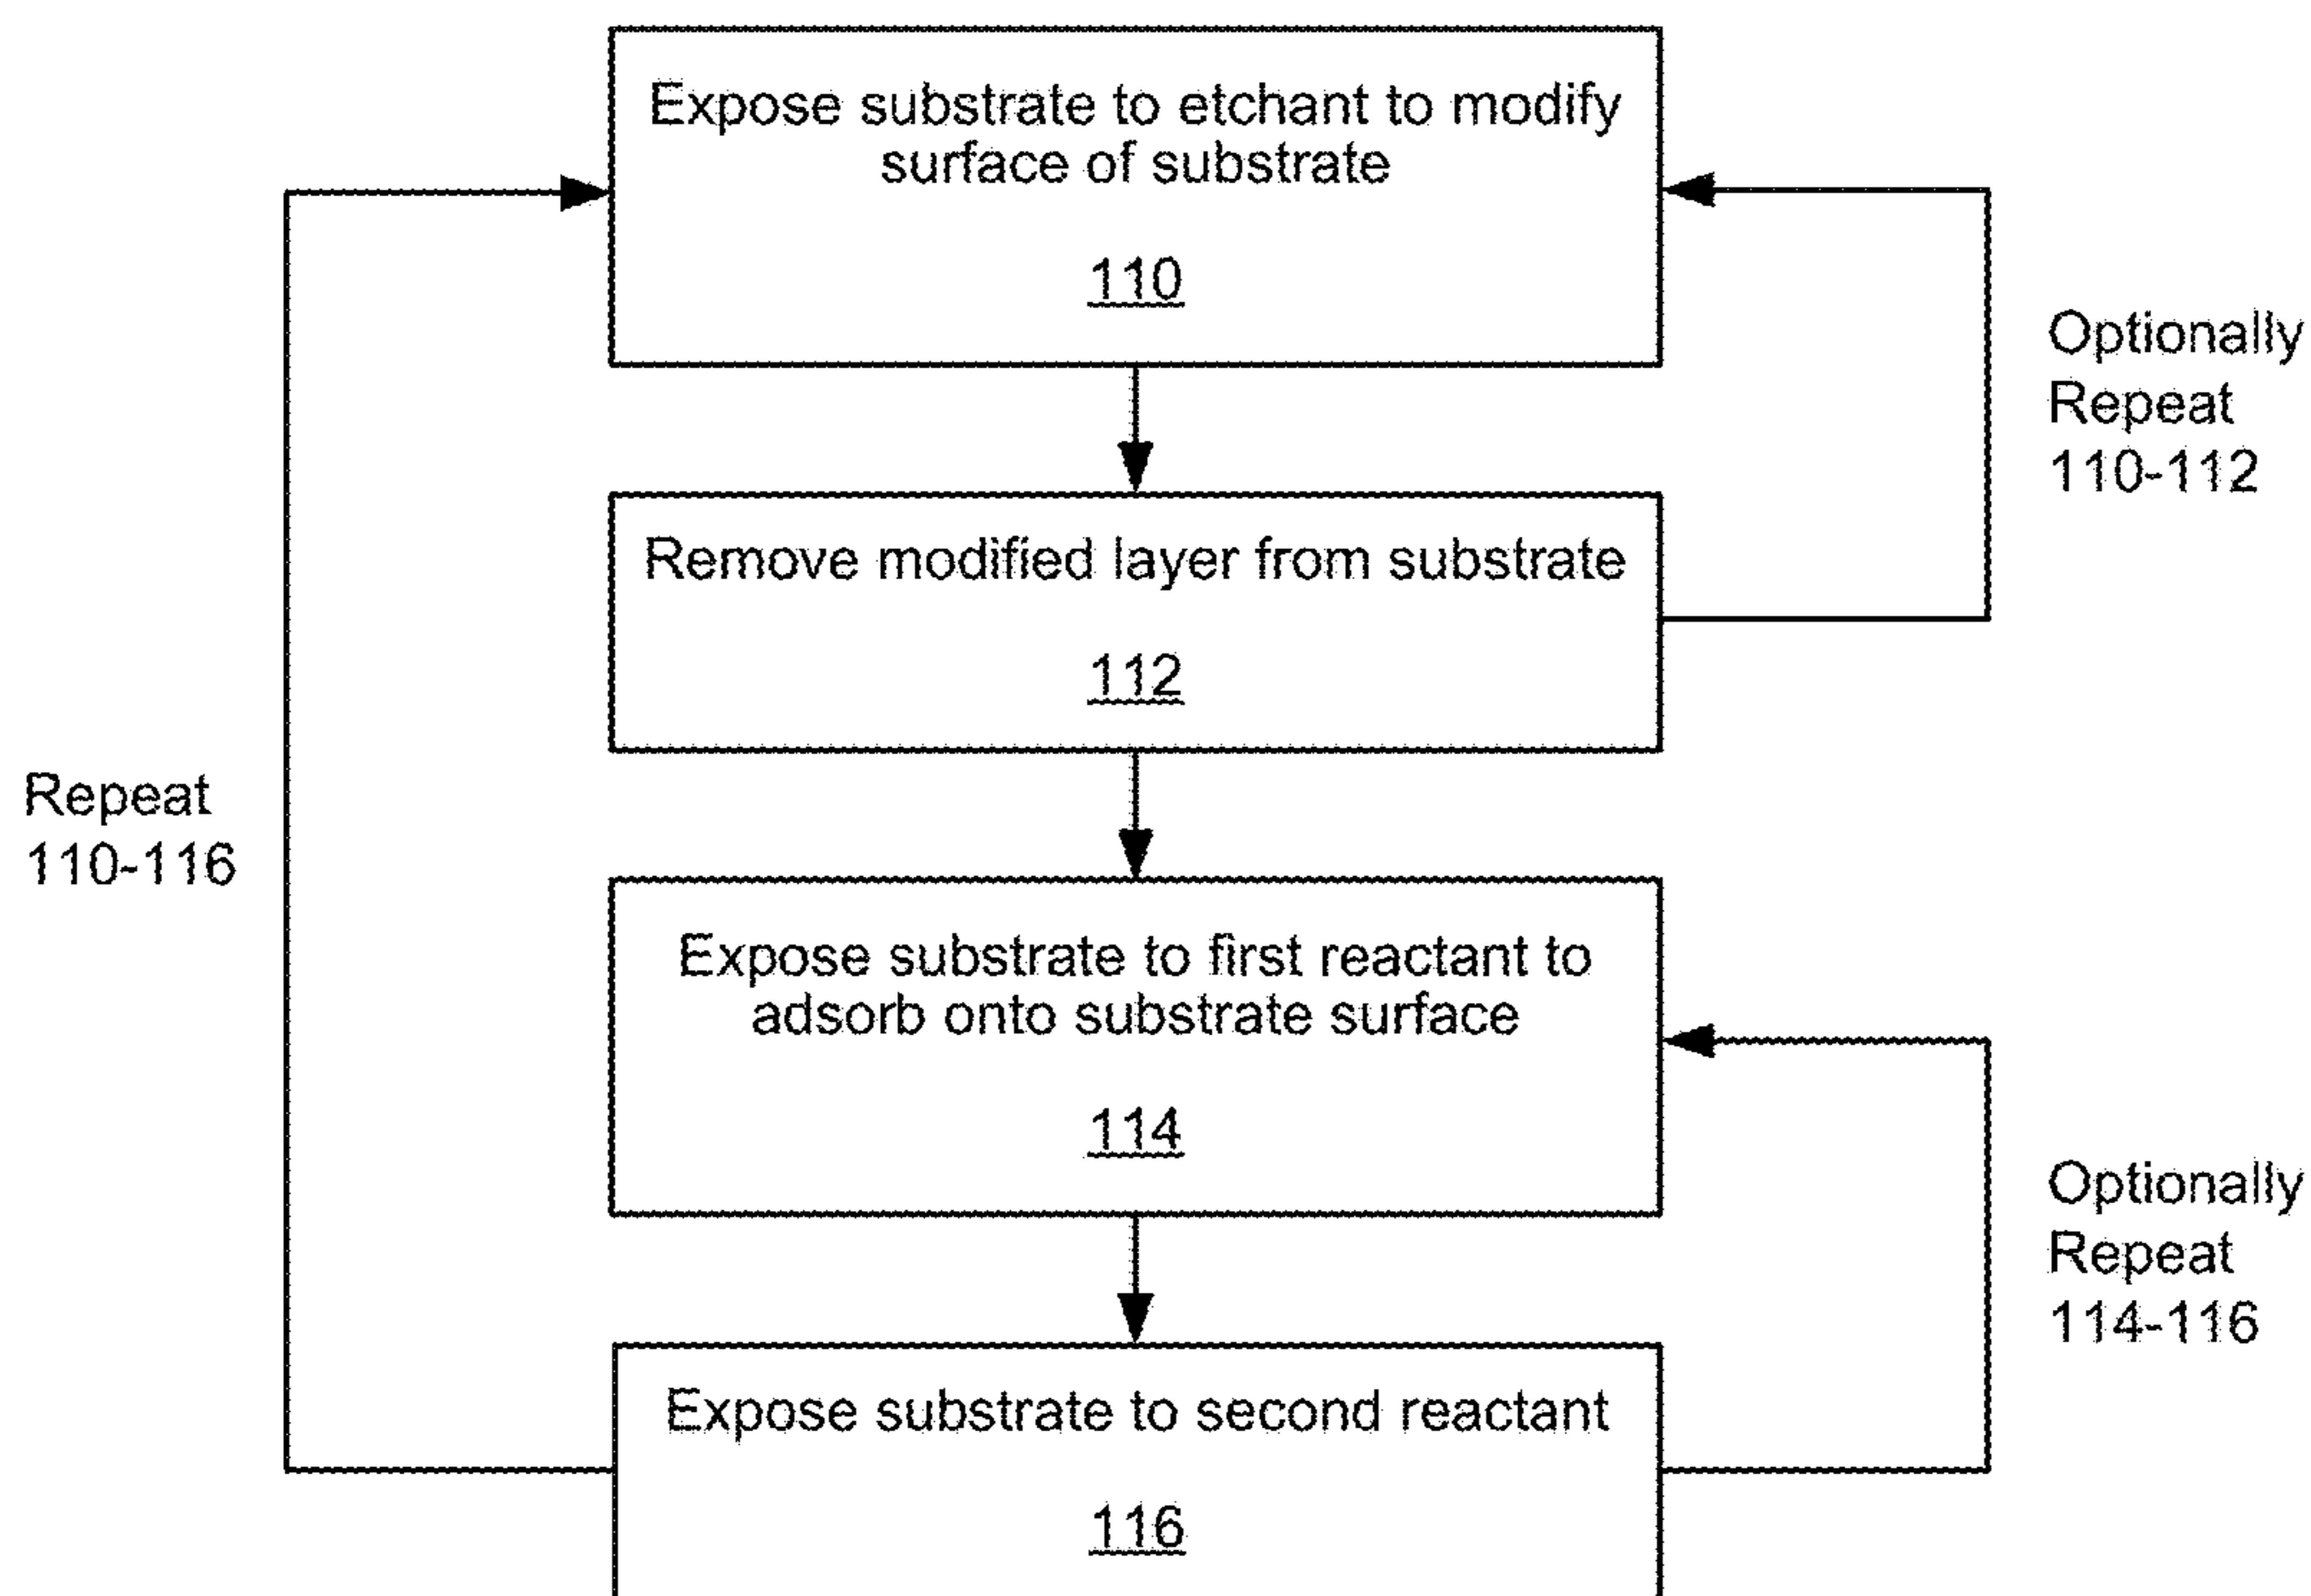 Expose substrate to etchant to modify
surface of substrate
110
Optionally
Repeat
110-112
Remove modified layer from substrate
112
Repeat
110-116
Expose substrate to first reactant to
adsorb onto substrate surface
114
Optionally
Repeat
114-116
Expose substrate to second reactant
116